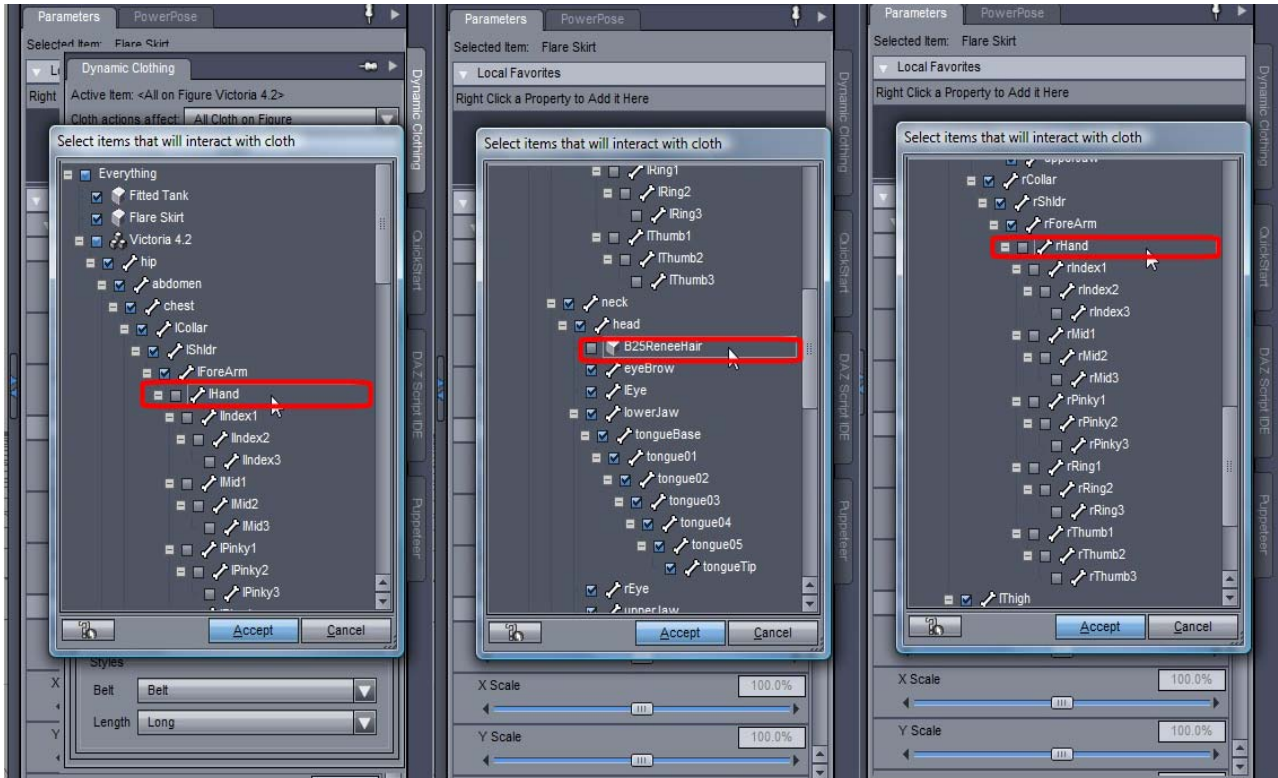 Parameters
PowerPose
Selected Item: Flare Skirt
Dynamic Clothing
Right
Active Item: <All on Figure Victoria 4.2>
Cloth actions affect: All Cloth on Figure
Select items that will interact with cloth
Everything
Fitted Tank
Flare Skirt
Victoria 4.2
hip
abdomen
chest
lCollar
lShldr
lForeArm
lHand
lIndex1
lIndex2
lIndex3
lMid1
lMid2
lMid3
lPinky1
lPinky2
lPinky3
Accept
Cancel
Styles
X
Belt Belt
Length Long
Y
Dynamic Clothing
QuickStart
DAZ Script IDE
Puppeteer
Parameters
PowerPose
Selected Item: Flare Skirt
Local Favorites
Right Click a Property to Add it Here
Select items that will interact with cloth
lRing1
lRing2
lRing3
lThumb1
lThumb2
lThumb3
neck
head
B25ReneeHair
eyeBrow
lEye
lowerJaw
tongueBase
tongue01
tongue02
tongue03
tongue04
tongue05
tongueTip
rEye
upperJaw
Accept
Cancel
X Scale
100.0%
Y Scale
100.0%
Dynamic Clothing
QuickStart
DAZ Script IDE
Puppeteer
Parameters
PowerPose
Selected Item: Flare Skirt
Local Favorites
Right Click a Property to Add it Here
Select items that will interact with cloth
upperJaw
rCollar
rShldr
rForeArm
rHand
rIndex1
rIndex2
rIndex3
rMid1
rMid2
rMid3
rPinky1
rPinky2
rPinky3
rRing1
rRing2
rRing3
rThumb1
rThumb2
rThumb3
lThigh
Accept
Cancel
X Scale
100.0%
Y Scale
100.0%
Dynamic Clothing
QuickStart
DAZ Script IDE
Puppeteer